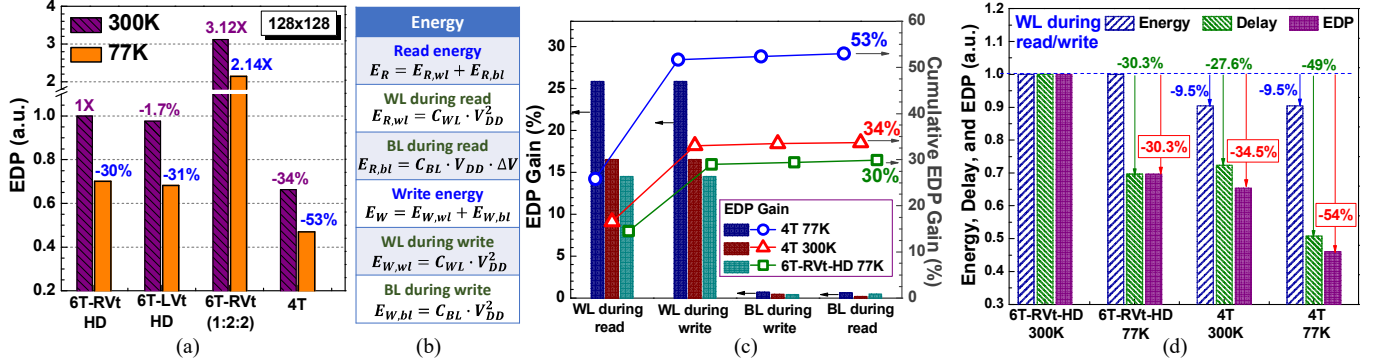 300K
77K
128x128
3.12X
2.14X
1X
-30%
-1.7%
-31%
-34%
-53%
EDP (a.u.)
4
3
2
1.0
0.8
0.6
0.4
0.2
6T-RVt
HD
6T-LVt
HD
6T-RVt
(1:2:2)
4T
(a)
Energy
Read energy
E_R = E_{R,wl} + E_{R,bl}
WL during read
E_{R,wl} = C_{WL} · V_{DD}^2
BL during read
E_{R,bl} = C_{BL} · V_{DD} · ΔV
Write energy
E_W = E_{W,wl} + E_{W,bl}
WL during write
E_{W,wl} = C_{WL} · V_{DD}^2
BL during write
E_{W,bl} = C_{BL} · V_{DD}^2
(b)
EDP Gain (%)
30
25
20
15
10
5
0
53%
34%
30%
EDP Gain
4T 77K
4T 300K
6T-RVt-HD 77K
60
50
40
30
20
10
0
Cumulative EDP Gain (%)
WL during
read
WL during
write
BL during
write
BL during
read
(c)
WL during
read/write
Energy
Delay
EDP
Energy, Delay, and EDP (a.u.)
1.2
1.1
1.0
0.9
0.8
0.7
0.6
0.5
0.4
0.3
-30.3%
-27.6%
-49%
-9.5%
-9.5%
-30.3%
-34.5%
-54%
6T-RVt-HD
300K
6T-RVt-HD
77K
4T
300K
4T
77K
(d)